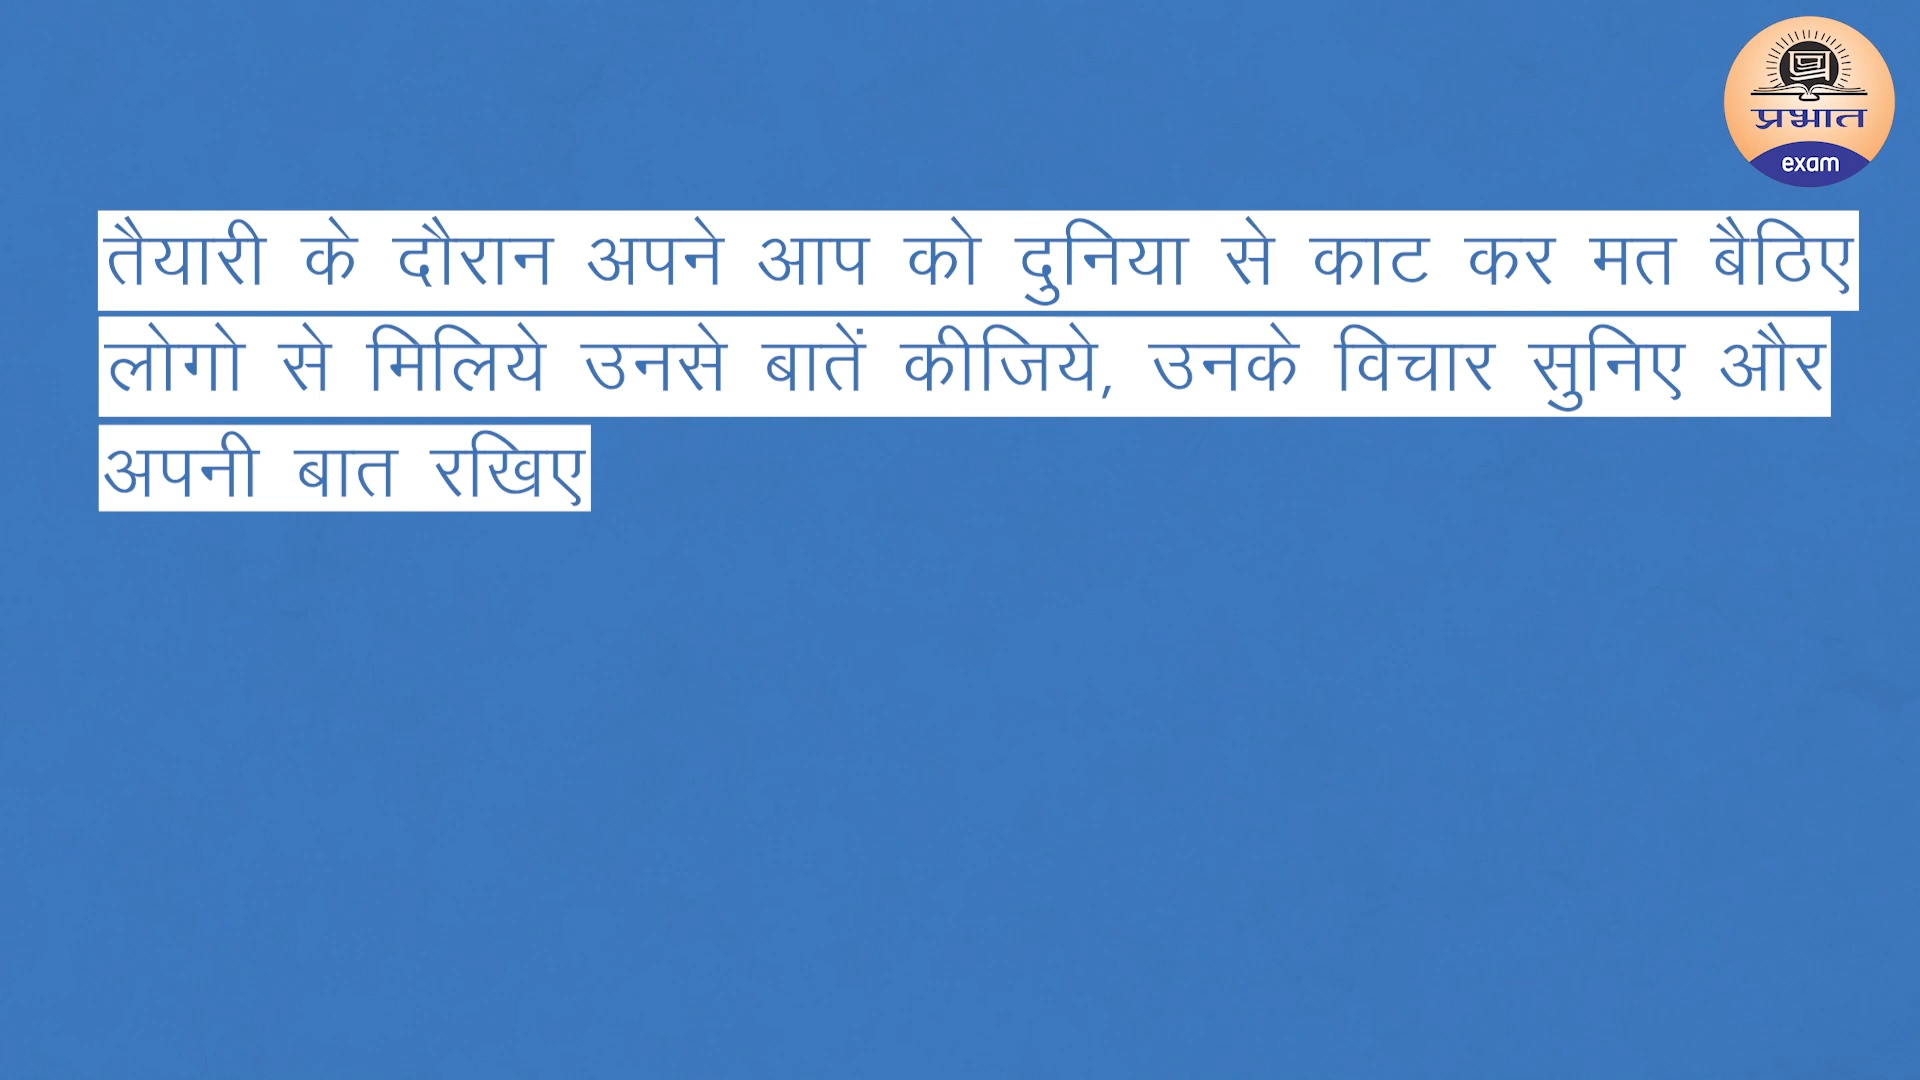 प्रभात
exam
तैयारी के दौरान अपने आप को दुनिया से काट कर मत बैठिए
लोगो से मिलिये उनसे बातें कीजिये, उनके विचार सुनिए और
अपनी बात रखिए